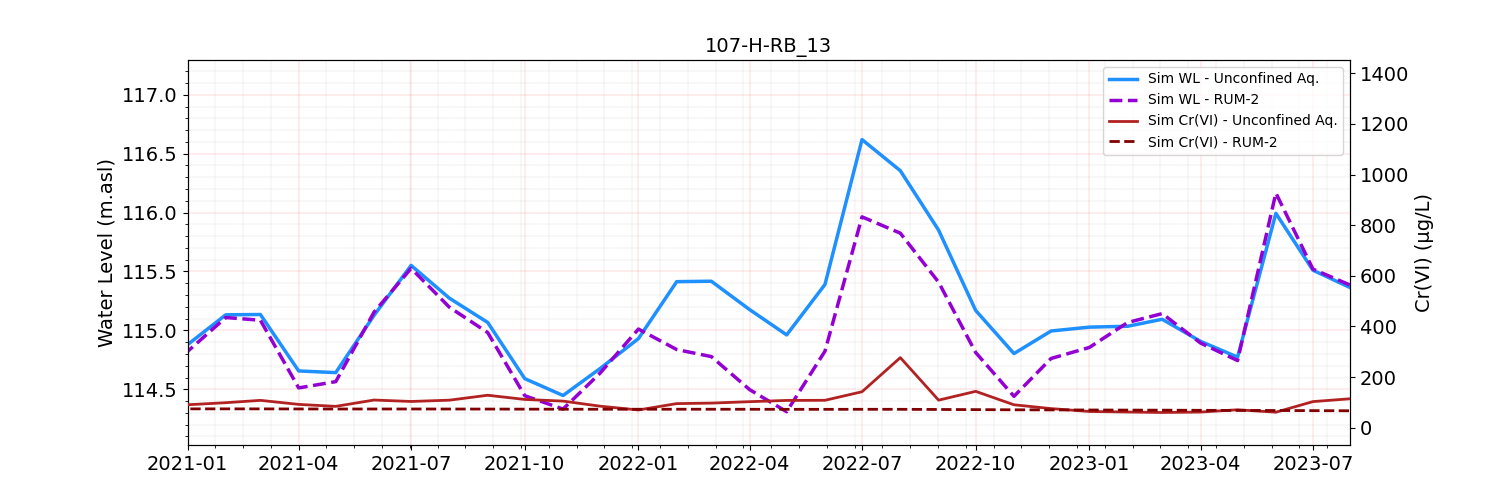 107-H-RB_13
Water Level (m.asl)
117.0
116.5
116.0
115.5
115.0
114.5
Sim WL - Unconfined Aq.
Sim WL - RUM-2
Sim Cr(VI) - Unconfined Aq.
Sim Cr(VI) - RUM-2
1400
1200
1000
800
600
400
200
0
Cr(VI) (μg/L)
2021-01 2021-04 2021-07 2021-10 2022-01 2022-04 2022-07 2022-10 2023-01 2023-04 2023-07